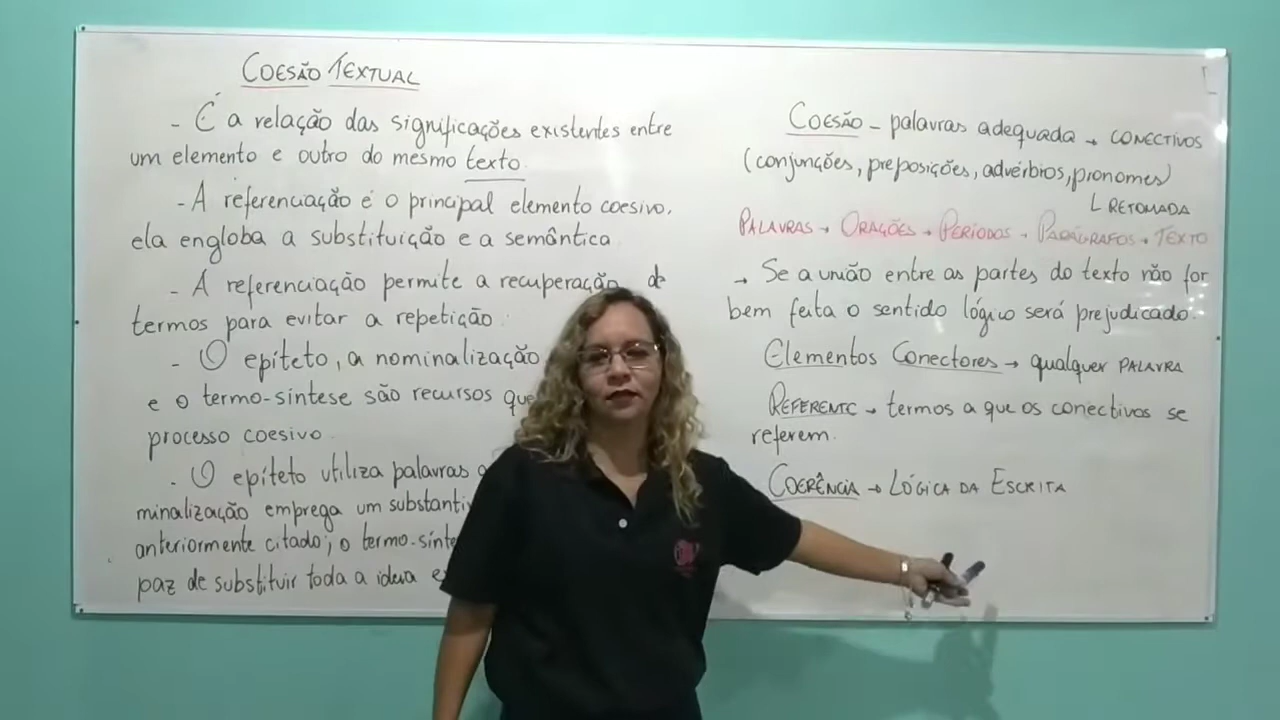 COESÃO TEXTUAL
- É a relação das significações existentes entre
um elemento e outro do mesmo texto.
- A referenciação é o principal elemento coesivo,
ela engloba a substituição e a semântica
- A referenciação permite a recuperação de
termos para evitar a repetição.
- O epíteto, a nominalização
e o termo-síntese são recursos que
processo coesivo.
- O epíteto utiliza palavras
minalização emprega um substanti
anteriormente citado; o termo-sínte
paz de substituir toda a ideia
COESÃO - palavras adequada → CONECTIVOS
(conjunções, preposições, advérbios, pronomes)
L RETOMADA
PALAVRAS → ORAÇÕES → PERÍODOS → PARÁGRAFOS → TEXTO
→ Se a união entre as partes do texto não for
bem feita o sentido lógico será prejudicado.
Elementos Conectores → qualquer PALAVRA
REFERENTE → termos a que os conectivos se
referem.
COERÊNCIA → LÓGICA DA ESCRITA